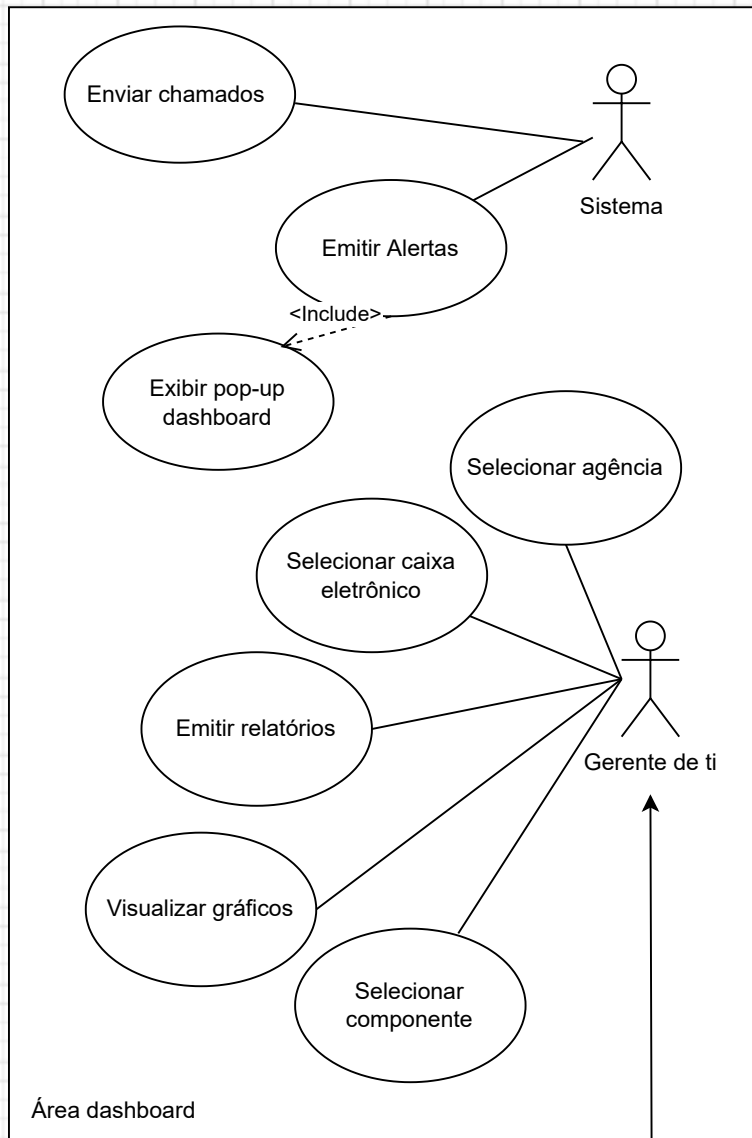 Enviar chamados
Sistema
Emitir Alertas
<Include>
Exibir pop-up
dashboard
Selecionar agência
Selecionar caixa
eletrônico
Emitir relatórios
Gerente de ti
Visualizar gráficos
Selecionar
componente
Área dashboard